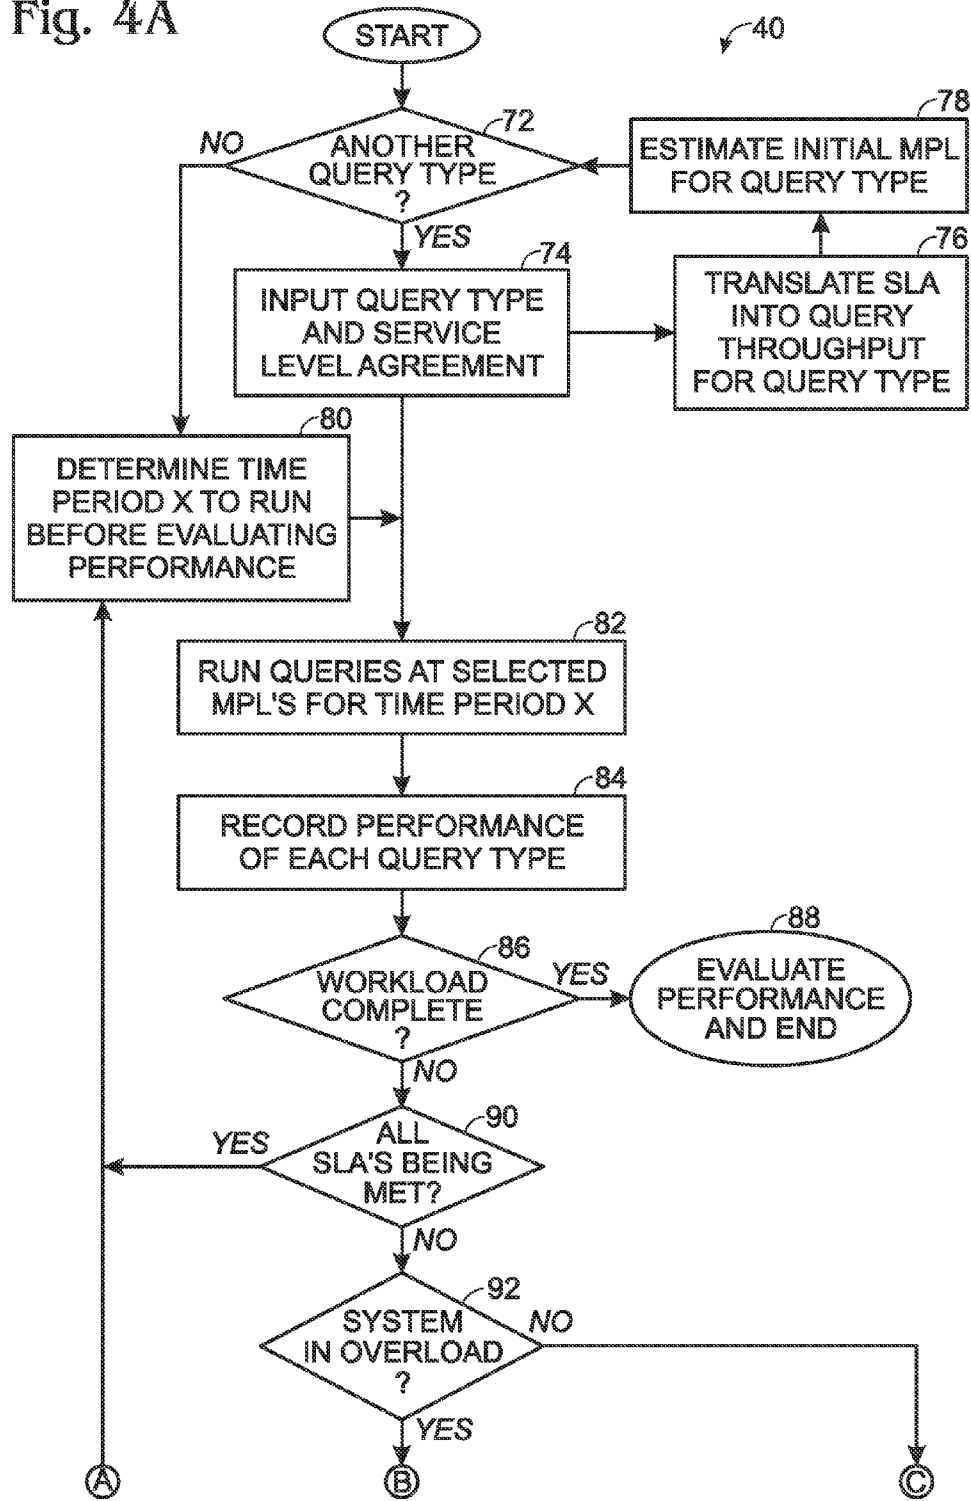 Fig. 4A
START
40
72
NO
ANOTHER
QUERY TYPE
?
YES
78
ESTIMATE INITIAL MPL
FOR QUERY TYPE
74
INPUT QUERY TYPE
AND SERVICE
LEVEL AGREEMENT
76
TRANSLATE SLA
INTO QUERY
THROUGHPUT
FOR QUERY TYPE
80
DETERMINE TIME
PERIOD X TO RUN
BEFORE EVALUATING
PERFORMANCE
82
RUN QUERIES AT SELECTED
MPL'S FOR TIME PERIOD X
84
RECORD PERFORMANCE
OF EACH QUERY TYPE
86
WORKLOAD
COMPLETE
?
YES
NO
88
EVALUATE
PERFORMANCE
AND END
90
YES
ALL
SLA'S BEING
MET?
NO
92
SYSTEM
IN OVERLOAD
?
NO
YES
A
B
C